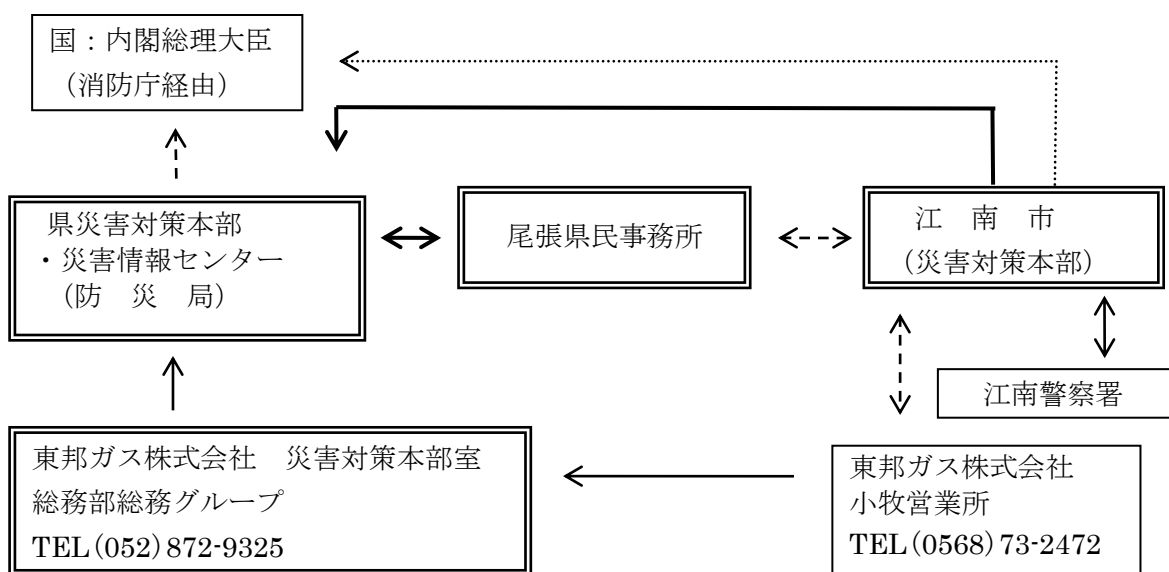 国：内閣総理大臣
（消防庁経由）
県災害対策本部
・災害情報センター
（防　災　局）
尾張県民事務所
江　南　市
（災害対策本部）
江南警察署
東邦ガス株式会社　災害対策本部室
総務部総務グループ
TEL(052)872-9325
東邦ガス株式会社
小牧営業所
TEL(0568)73-2472